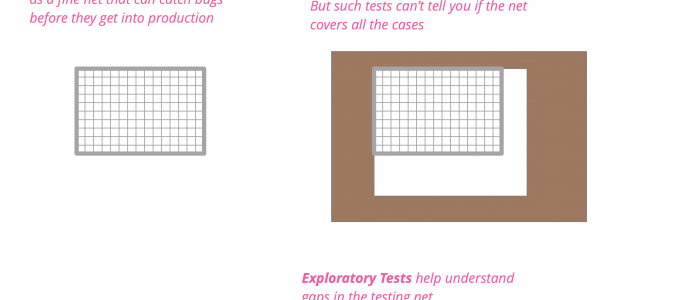 as a fine net that can catch bugs
before they get into production
But such tests can’t tell you if the net
covers all the cases
Exploratory Tests help understand
gaps in the testing net